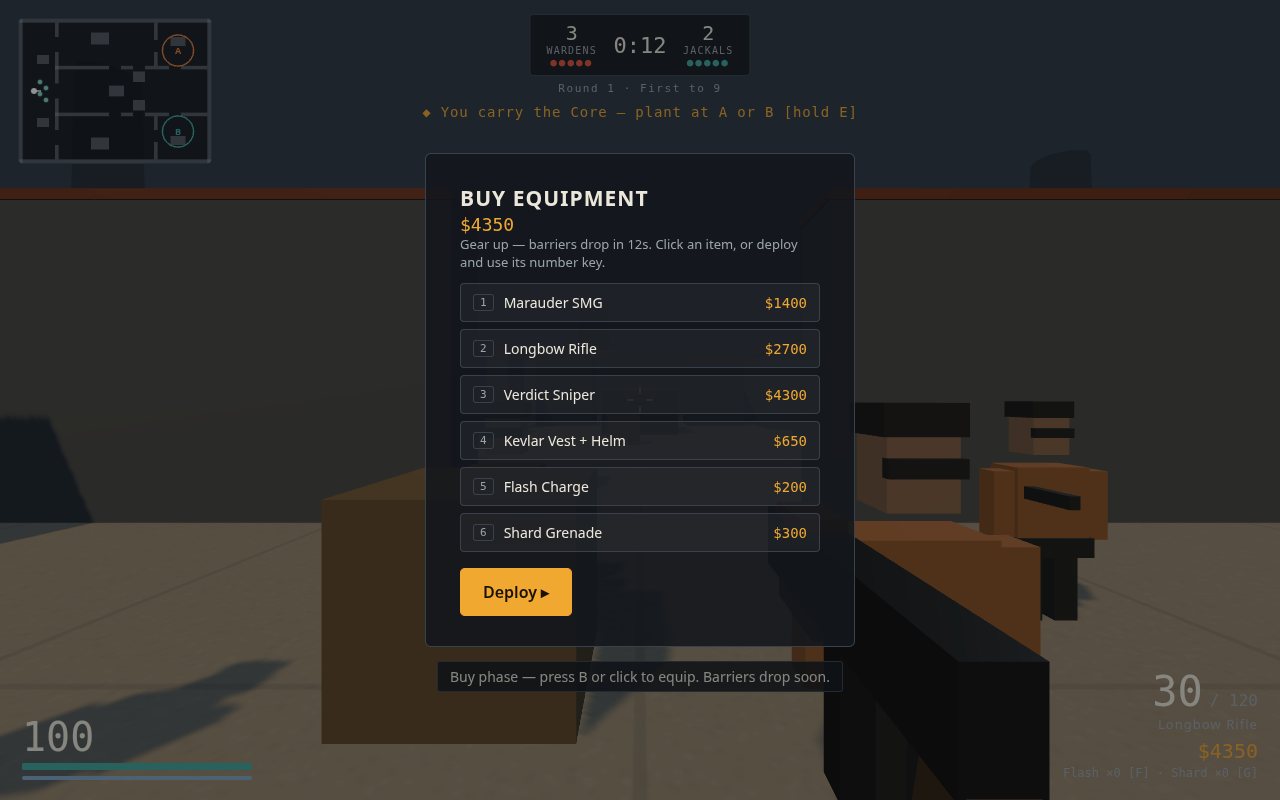 A
B
3 0:12 2
WARDENS JACKALS
Round 1 · First to 9
◆ You carry the Core — plant at A or B [hold E]
BUY EQUIPMENT
$4350
Gear up — barriers drop in 12s. Click an item, or deploy
and use its number key.
1 Marauder SMG $1400
2 Longbow Rifle $2700
3 Verdict Sniper $4300
4 Kevlar Vest + Helm $650
5 Flash Charge $200
6 Shard Grenade $300
Deploy ▸
Buy phase — press B or click to equip. Barriers drop soon.
100
30 / 120
Longbow Rifle
$4350
Flash ×0 [F] · Shard ×0 [G]